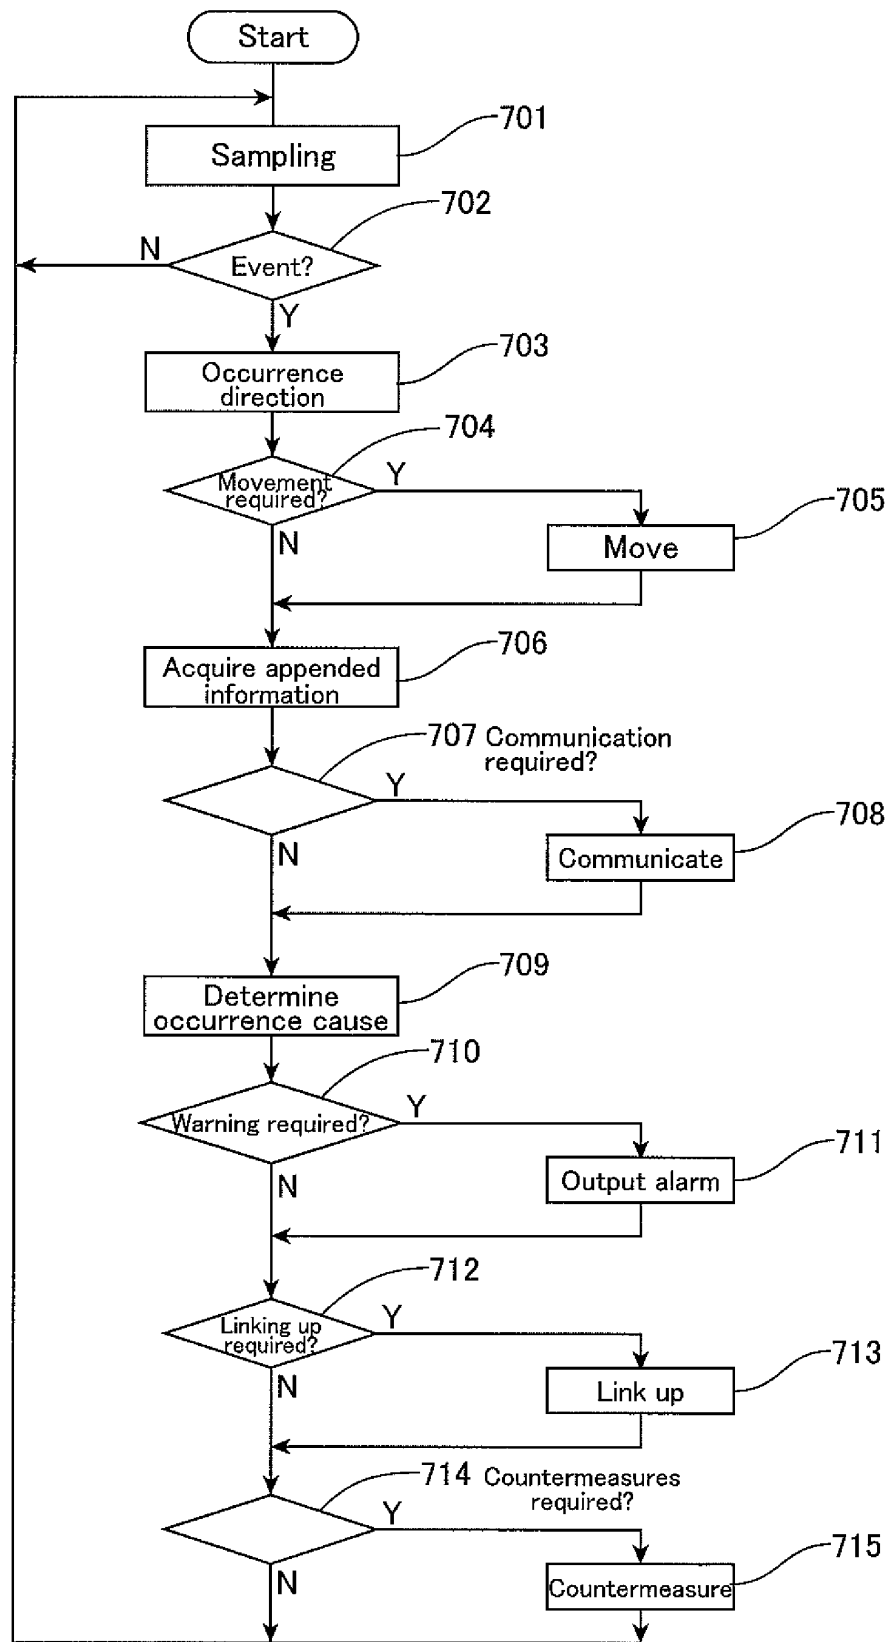 Start
701
Sampling
702
N
Event?
Y
703
Occurrence
direction
704
Movement
required?
Y
705
N
Move
706
Acquire appended
information
707 Communication
required?
Y
708
N
Communicate
709
Determine
occurrence cause
710
Warning required?
Y
711
N
Output alarm
712
Linking up
required?
Y
713
N
Link up
714 Countermeasures
required?
Y
715
N
Countermeasure